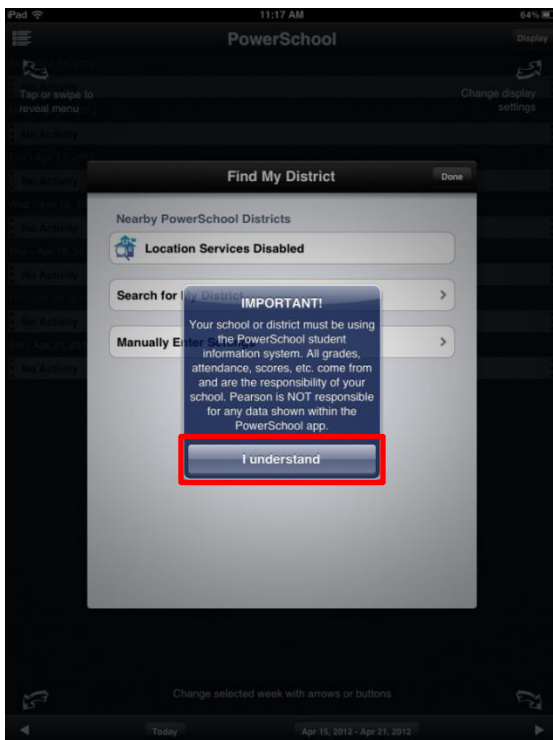 iPad 11:17 AM 64%
PowerSchool Display
Tap or swipe to
reveal menu
Change display
settings
No Activity
No Activity
No Activity
No Activity
No Activity
No Activity
Find My District Done
Nearby PowerSchool Districts
Location Services Disabled
Search for My District
Manually Enter Settings
IMPORTANT!
Your school or district must be using
the PowerSchool student
information system. All grades,
attendance, scores, etc. come from
and are the responsibility of your
school. Pearson is NOT responsible
for any data shown within the
PowerSchool app.
I understand
Change selected week with arrows or buttons
Today Apr 15, 2012 - Apr 21, 2012